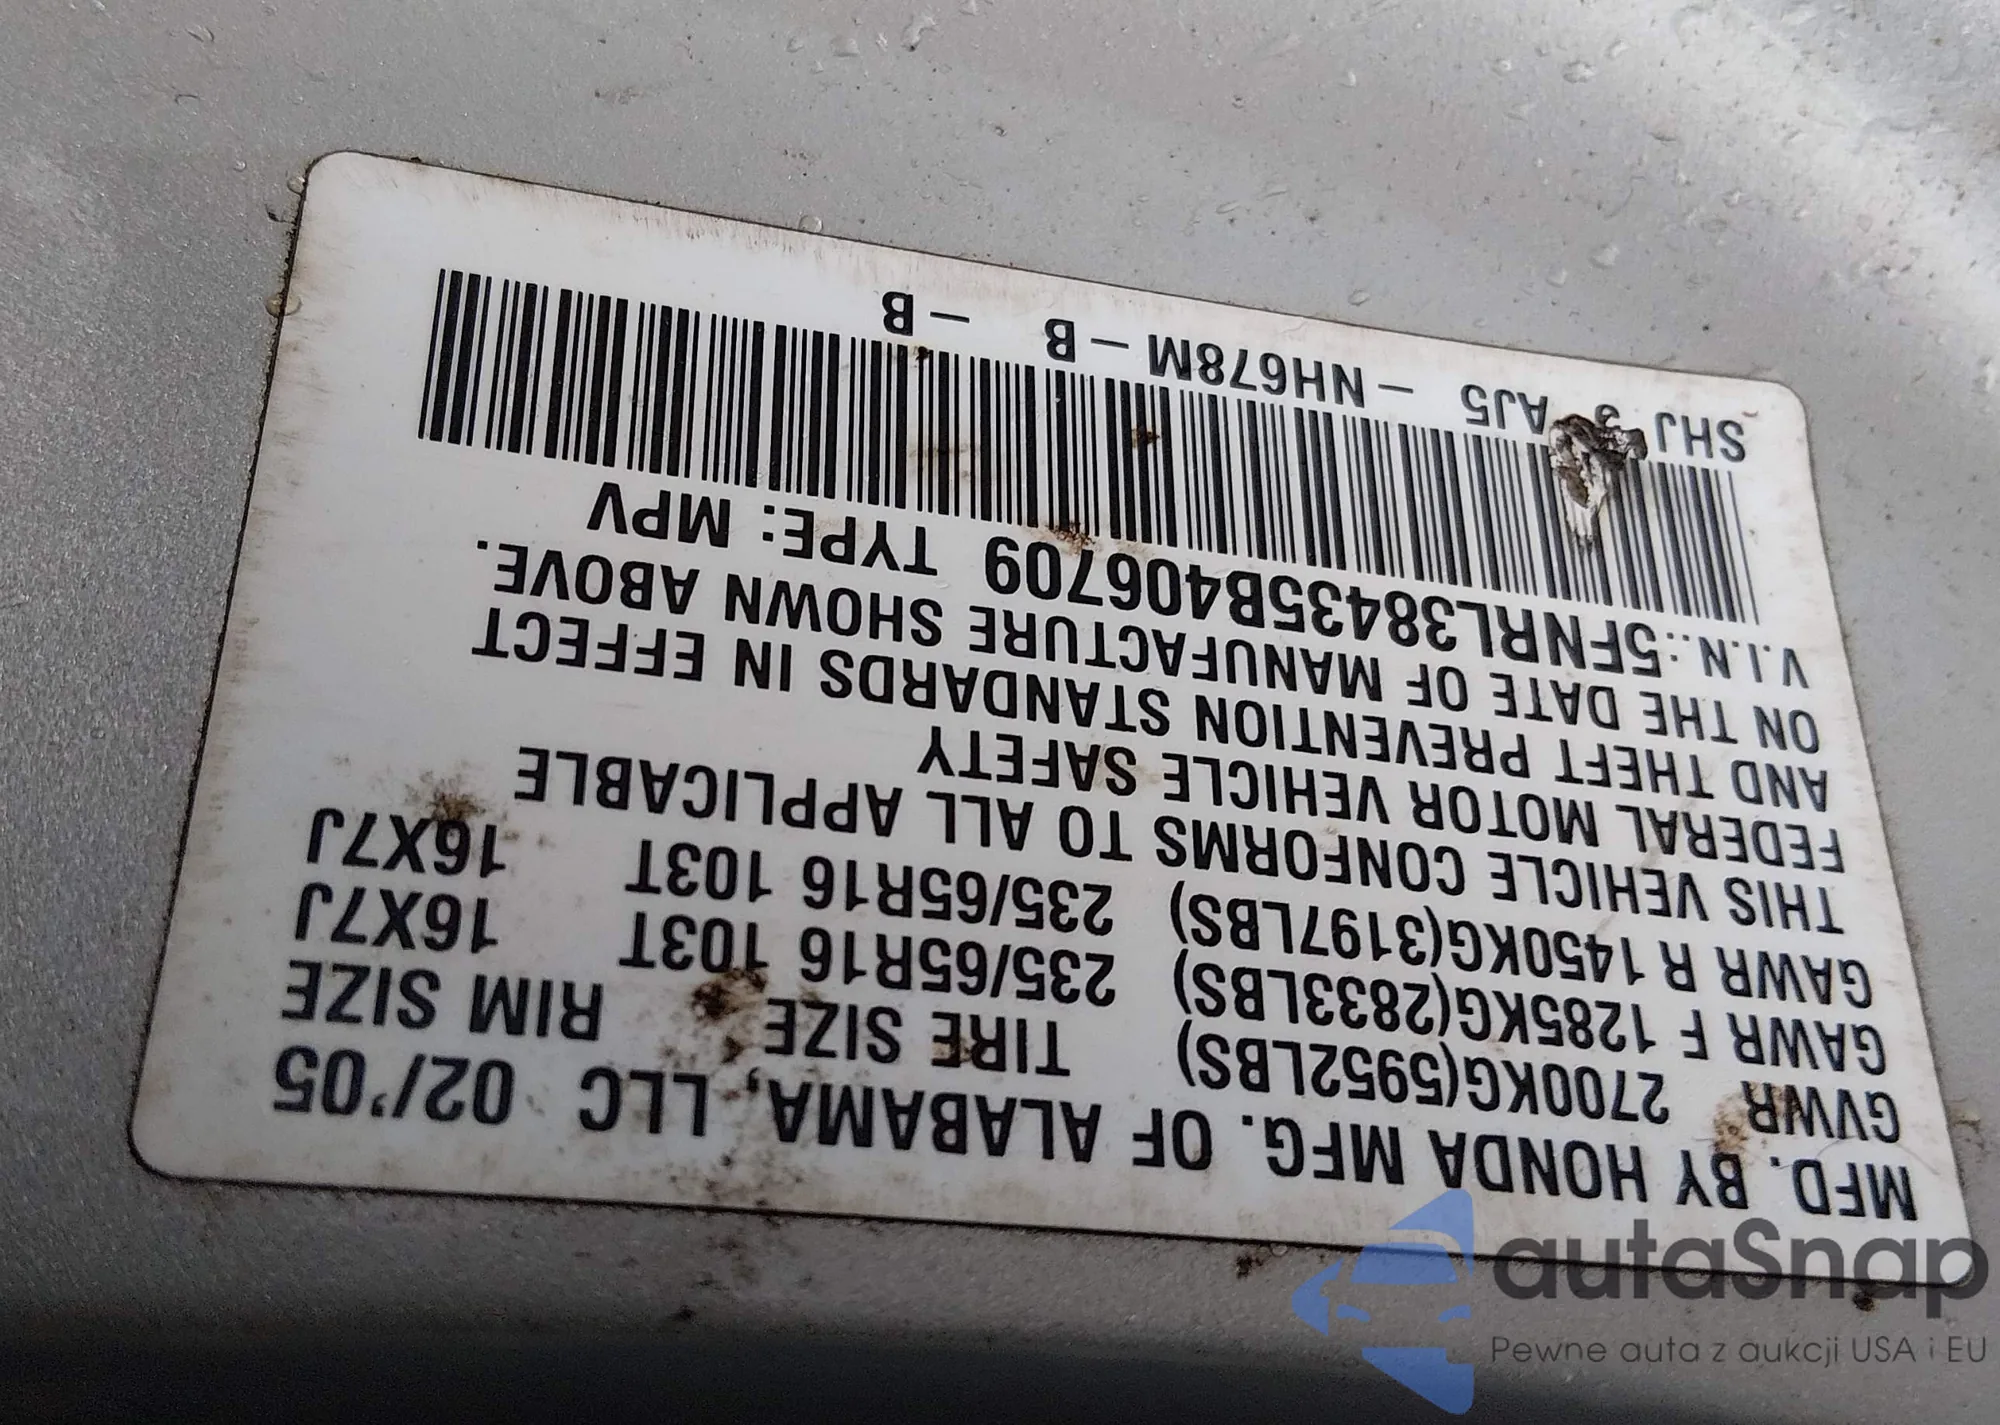 MFD. BY HONDA MFG. OF ALABAMA, LLC 02/'05
GVWR 2700KG(5952LBS) TIRE SIZE RIM SIZE
GAWR F 1285KG(2833LBS) 235/65R16 103T 16X7J
GAWR R 1450KG(3197LBS) 235/65R16 103T 16X7J
THIS VEHICLE CONFORMS TO ALL APPLICABLE
FEDERAL MOTOR VEHICLE SAFETY
AND THEFT PREVENTION STANDARDS IN EFFECT
ON THE DATE OF MANUFACTURE SHOWN ABOVE.
V.I.N.:5FNRL38435B406709 TYPE: MPV
SHJ AJ5 -NH678M-B -B
autaSnap
Pewne auta z aukcji USA i EU